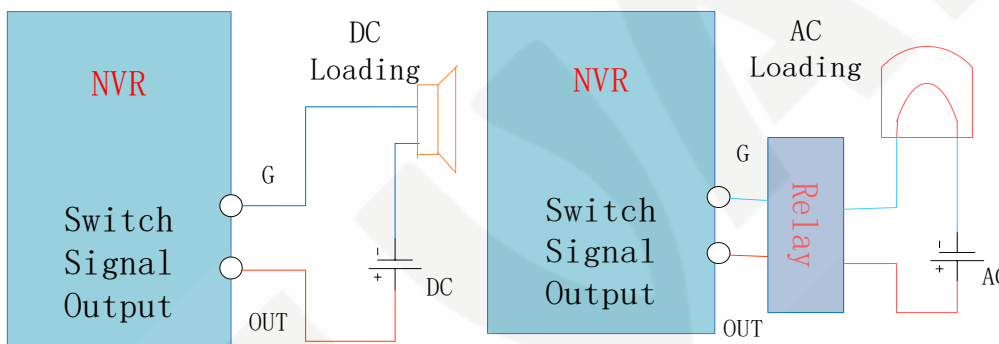 NVR
DC
Loading
G
Switch
Signal
Output
OUT
-
+
DC
NVR
AC
Loading
G
Relay
Switch
Signal
Output
OUT
-
+
AC